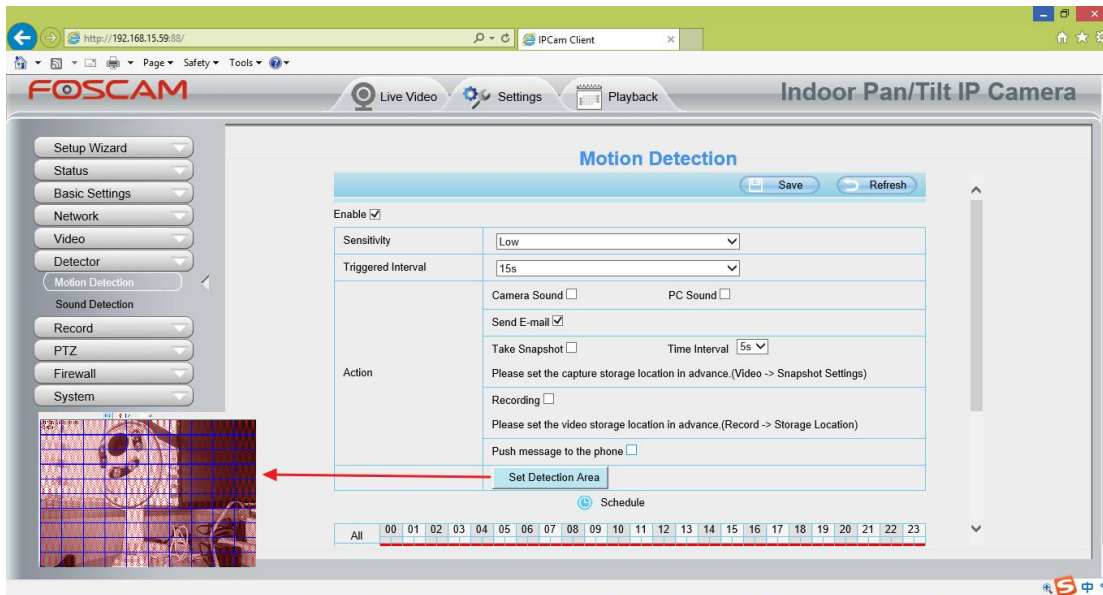 http://192.168.15.59:88/
IPCam Client
Page Safety Tools
FOSCAM
Live Video
Settings
Playback
Indoor Pan/Tilt IP Camera
Setup Wizard
Status
Basic Settings
Network
Video
Detector
Motion Detection
Sound Detection
Record
PTZ
Firewall
System
Motion Detection
Save
Refresh
Enable
Sensitivity
Low
Triggered Interval
15s
Action
Camera Sound
PC Sound
Send E-mail
Take Snapshot
Time Interval
5s
Please set the capture storage location in advance.(Video -> Snapshot Settings)
Recording
Please set the video storage location in advance.(Record -> Storage Location)
Push message to the phone
Set Detection Area
Schedule
All 00 01 02 03 04 05 06 07 08 09 10 11 12 13 14 15 16 17 18 19 20 21 22 23
中